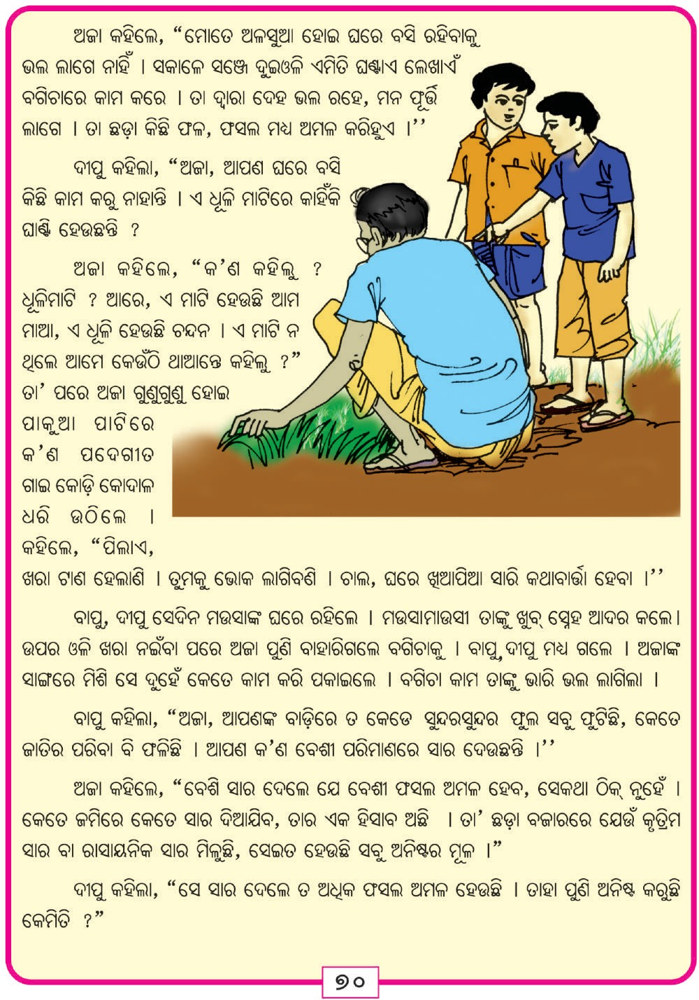 ଅଜା କହିଲେ, “ମୋତେ ଅଳସୁଆ ହୋଇ ଘରେ ବସି ରହିବାକୁ
ଭଲ ଲାଗେ ନାହିଁ । ସକାଳେ ସଞ୍ଜେ ଦୁଇଓଳି ଏମିତି ଘଣ୍ଟାଏ ଲେଖାଏଁ
ବଗିଚାରେ କାମ କରେ । ତା ଦ୍ୱାରା ଦେହ ଭଲ ରହେ, ମନ ଫୂର୍ତ୍ତି
ଲାଗେ । ତା ଛଡ଼ା କିଛି ଫଳ, ଫସଲ ମଧ୍ୟ ଅମଳ କରିହୁଏ ।’’
ଦୀପୁ କହିଲା, “ଅଜା, ଆପଣ ଘରେ ବସି
କିଛି କାମ କରୁ ନାହାନ୍ତି । ଏ ଧୂଳି ମାଟିରେ କାହିଁକି
ଘାଣ୍ଟି ହେଉଛନ୍ତି ?
ଅଜା କହିଲେ, “କ’ଣ କହିଲୁ ?
ଧୂଳିମାଟି ? ଆରେ, ଏ ମାଟି ହେଉଛି ଆମ
ମାଆ, ଏ ଧୂଳି ହେଉଛି ଚନ୍ଦନ । ଏ ମାଟି ନ
ଥିଲେ ଆମେ କେଉଁଠି ଥାଆନ୍ତେ କହିଲୁ ?”
ତା’ ପରେ ଅଜା ଗୁଣୁଗୁଣୁ ହୋଇ
ପାକୁଆ ପାଟିରେ
କ’ଣ ପଦେଗୀତ
ଗାଇ କୋଡ଼ି କୋଦାଳ
ଧରି ଉଠିଲେ ।
କହିଲେ, “ପିଲାଏ,
ଖରା ଟାଣ ହେଲାଣି । ତୁମକୁ ଭୋକ ଲାଗିବଣି । ଚାଲ, ଘରେ ଖିଆପିଆ ସାରି କଥାବାର୍ତ୍ତା ହେବା ।’’
ବାପୁ, ଦୀପୁ ସେଦିନ ମଉସାଙ୍କ ଘରେ ରହିଲେ । ମଉସାମାଉସୀ ତାଙ୍କୁ ଖୁବ୍ ସ୍ନେହ ଆଦର କଲେ।
ଉପର ଓଳି ଖରା ନଇଁବା ପରେ ଅଜା ପୁଣି ବାହାରିଗଲେ ବଗିଚାକୁ । ବାପୁ,ଦୀପୁ ମଧ୍ୟ ଗଲେ । ଅଜାଙ୍କ
ସାଙ୍ଗରେ ମିଶି ସେ ଦୁହେଁ କେତେ କାମ କରି ପକାଇଲେ । ବଗିଚା କାମ ତାଙ୍କୁ ଭାରି ଭଲ ଲାଗିଲା ।
ବାପୁ କହିଲା, “ଅଜା, ଆପଣଙ୍କ ବାଡ଼ିରେ ତ କେଡେ ସୁନ୍ଦରସୁନ୍ଦର ଫୁଲ ସବୁ ଫୁଟିଛି, କେତେ
ଜାତିର ପରିବା ବି ଫଳିଛି । ଆପଣ କ’ଣ ବେଶୀ ପରିମାଣରେ ସାର ଦେଉଛନ୍ତି ।’’
ଅଜା କହିଲେ, “ବେଶି ସାର ଦେଲେ ଯେ ବେଶୀ ଫସଲ ଅମଳ ହେବ, ସେକଥା ଠିକ୍ ନୁହେଁ ।
କେତେ ଜମିରେ କେତେ ସାର ଦିଆଯିବ, ତାର ଏକ ହିସାବ ଅଛି । ତା’ ଛଡ଼ା ବଜାରରେ ଯେଉଁ କୃତ୍ରିମ
ସାର ବା ରାସାୟନିକ ସାର ମିଳୁଛି, ସେଇତ ହେଉଛି ସବୁ ଅନିଷ୍ଟର ମୂଳ ।”
ଦୀପୁ କହିଲା, “ସେ ସାର ଦେଲେ ତ ଅଧିକ ଫସଲ ଅମଳ ହେଉଛି । ତାହା ପୁଣି ଅନିଷ୍ଟ କରୁଛି
କେମିତି ?”
୭୦